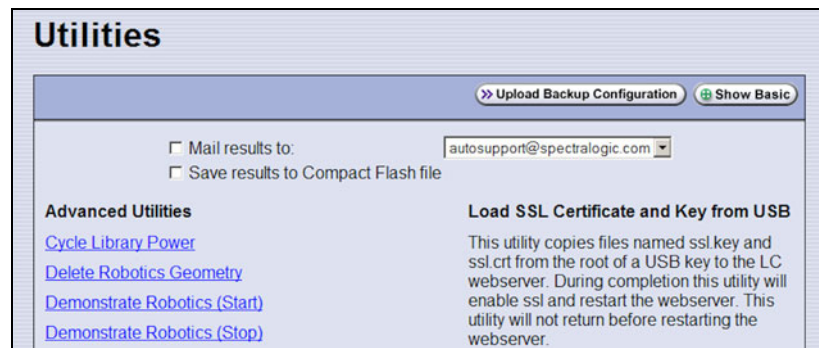 Utilities
Upload Backup Configuration
Show Basic
Mail results to:
autosupport@spectralogic.com
Save results to Compact Flash file
Advanced Utilities
Cycle Library Power
Delete Robotics Geometry
Demonstrate Robotics (Start)
Demonstrate Robotics (Stop)
Load SSL Certificate and Key from USB
This utility copies files named ssl.key and
ssl.crt from the root of a USB key to the LC
webserver. During completion this utility will
enable ssl and restart the webserver. This
utility will not return before restarting the
webserver.